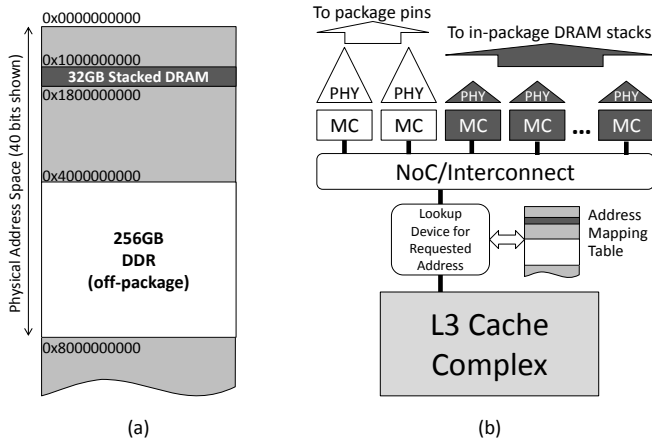 0x0000000000
0x1000000000
32GB Stacked DRAM
0x1800000000
0x4000000000
256GB
DDR
(off-package)
0x8000000000
Physical Address Space (40 bits shown)
(a)
To package pins
To in-package DRAM stacks
PHY PHY PHY PHY PHY
MC MC MC MC ... MC
NoC/Interconnect
Lookup
Device for
Requested
Address
Address
Mapping
Table
L3 Cache
Complex
(b)